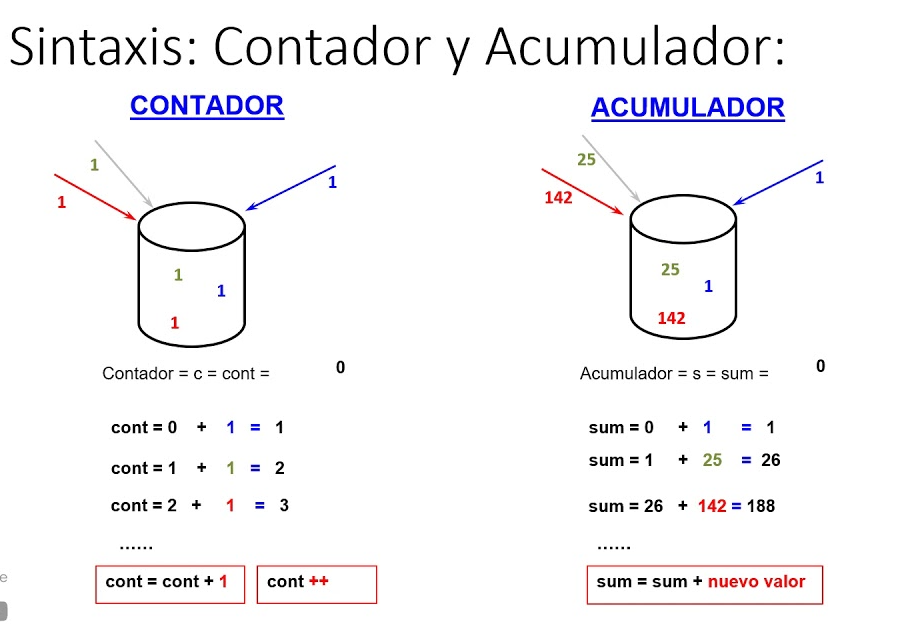 Sintaxis: Contador y Acumulador:
CONTADOR
1
1
1
1
1
1
Contador = c = cont = 0
cont = 0 + 1 = 1
cont = 1 + 1 = 2
cont = 2 + 1 = 3
......
cont = cont + 1
cont ++
ACUMULADOR
25
142
1
25
1
142
Acumulador = s = sum = 0
sum = 0 + 1 = 1
sum = 1 + 25 = 26
sum = 26 + 142 = 188
......
sum = sum + nuevo valor
e